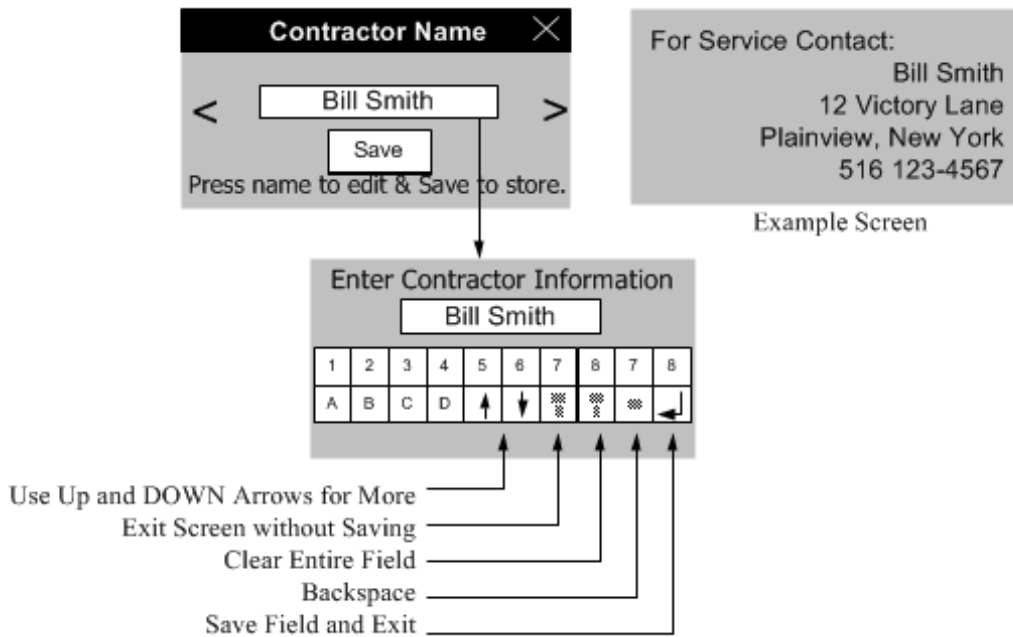 Contractor Name
< Bill Smith >
Save
Press name to edit & Save to store.
For Service Contact:
Bill Smith
12 Victory Lane
Plainview, New York
516 123-4567
Example Screen
Enter Contractor Information
Bill Smith
1 2 3 4 5 6 7 8 7 8
A B C D
Use Up and DOWN Arrows for More
Exit Screen without Saving
Clear Entire Field
Backspace
Save Field and Exit